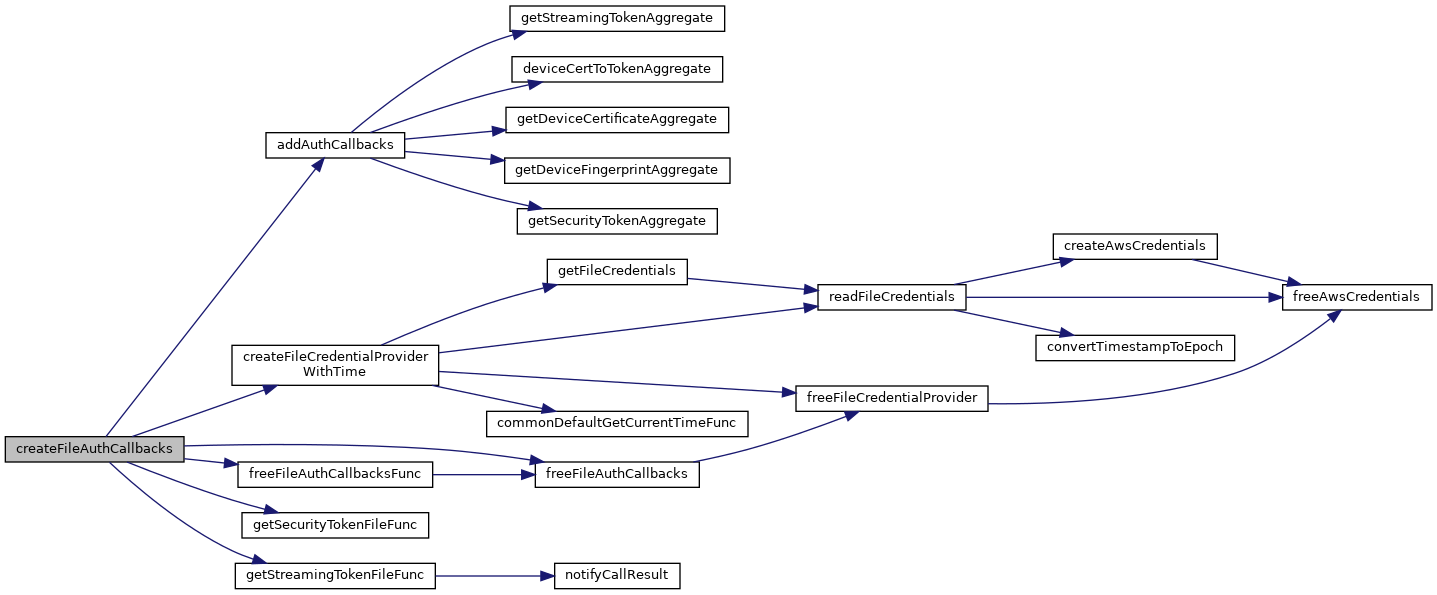 getStreamingTokenAggregate
deviceCertToTokenAggregate
getDeviceCertificateAggregate
addAuthCallbacks
getDeviceFingerprintAggregate
getSecurityTokenAggregate
createAwsCredentials
getFileCredentials
readFileCredentials
freeAwsCredentials
convertTimestampToEpoch
createFileCredentialProvider
WithTime
freeFileCredentialProvider
commonDefaultGetCurrentTimeFunc
createFileAuthCallbacks
freeFileAuthCallbacksFunc
freeFileAuthCallbacks
getSecurityTokenFileFunc
getStreamingTokenFileFunc
notifyCallResult